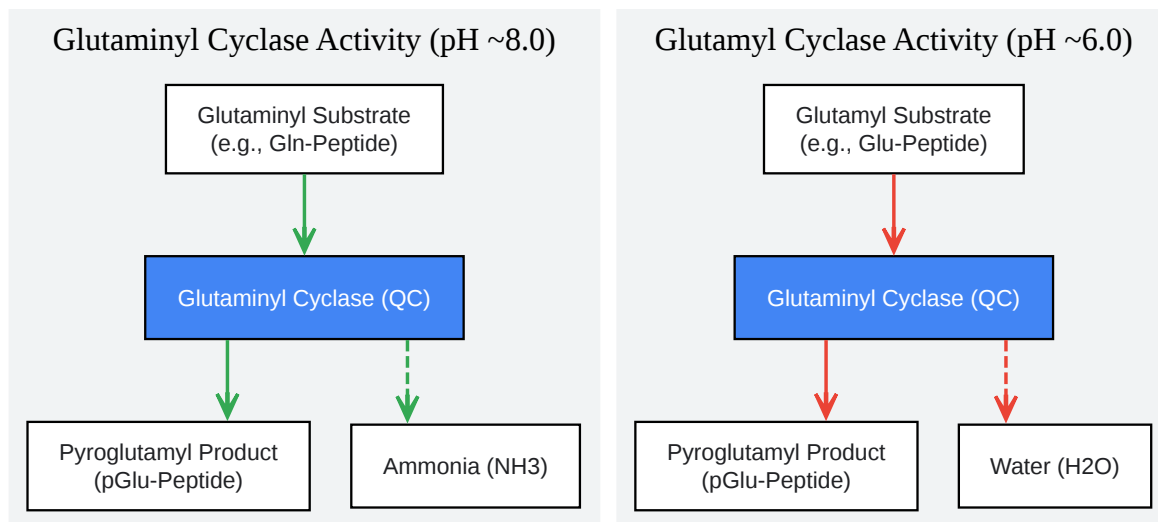 Glutaminyl Cyclase Activity (pH ~8.0)
Glutaminyl Substrate
(e.g., Gln-Peptide)
Glutaminyl Cyclase (QC)
Pyroglutamyl Product
(pGlu-Peptide)
Ammonia (NH3)
Glutamyl Cyclase Activity (pH ~6.0)
Glutamyl Substrate
(e.g., Glu-Peptide)
Glutaminyl Cyclase (QC)
Pyroglutamyl Product
(pGlu-Peptide)
Water (H2O)